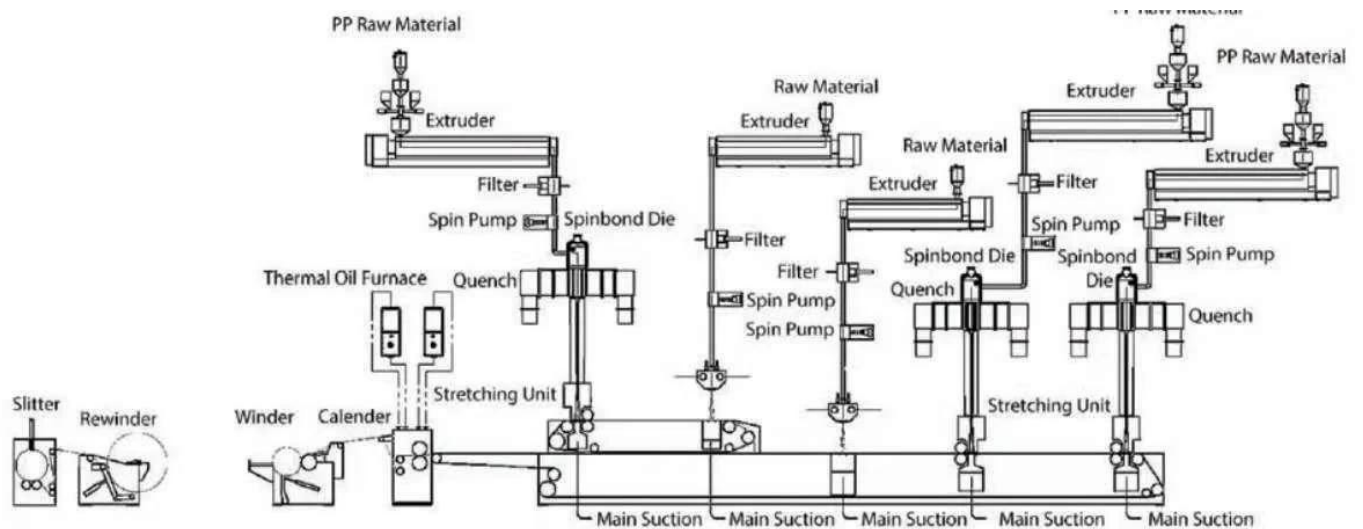 PP Raw Material
PP Raw Material
PP Raw Material
Raw Material
Extruder
Extruder
Extruder
Raw Material
Extruder
Extruder
Filter
Filter
Filter
Filter
Filter
Spin Pump
Spinbond Die
Spin Pump
Spin Pump
Spinbond Die
Spinbond
Die
Thermal Oil Furnace
Quench
Quench
Spin Pump
Quench
Spin Pump
Stretching Unit
Stretching Unit
Slitter
Rewinder
Winder
Calender
Main Suction
Main Suction
Main Suction
Main Suction
Main Suction